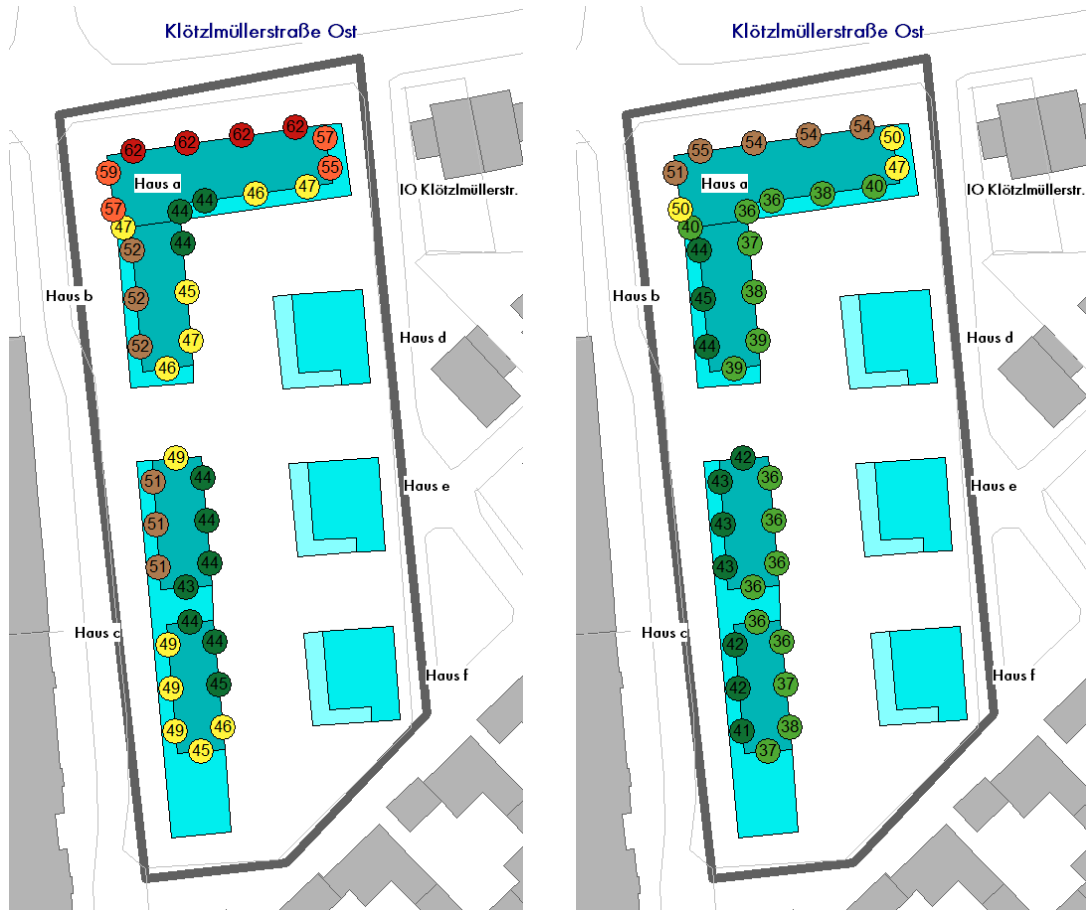 Klötzlmüllerstraße Ost
62 62 62 62 57
59 55
Haus a
IO Klötzlmüllerstr.
57 44 44 46 47
47 52 44
Haus b 52 45
Haus d
52 47
46
49
51 44
Haus e
51 44
51 44
43
44
Haus c 49 44
Haus f
49 45
49 46
45
Klötzlmüllerstraße Ost
55 54 54 54 50
51 47
Haus a
IO Klötzlmüllerstr.
50 36 36 38 40
40 44 37
Haus b 45 38
Haus d
44 39
39
42
43 36
Haus e
43 36
43 36
36
36
Haus c 42 36
Haus f
42 37
41 38
37